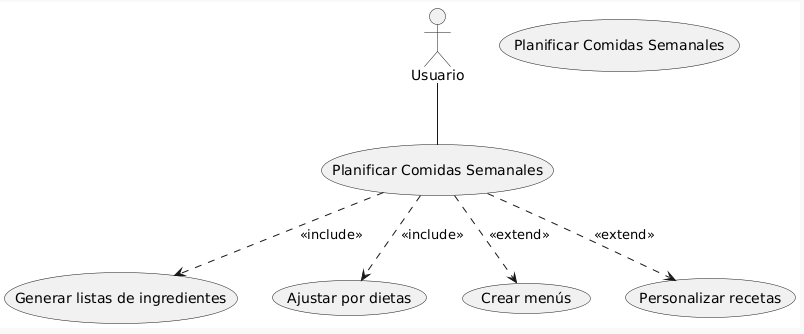 Planificar Comidas Semanales
Usuario
Planificar Comidas Semanales
«include»
«include»
«extend»
«extend»
Generar listas de ingredientes
Ajustar por dietas
Crear menús
Personalizar recetas